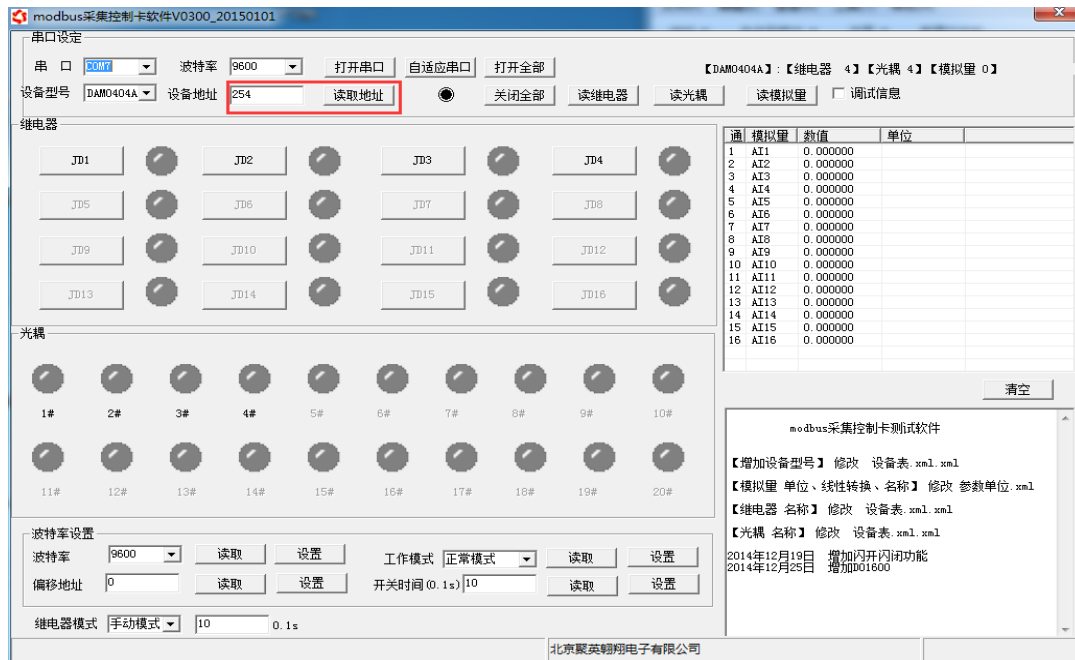 modbus采集控制卡软件V0300_20150101
串口设定
串 口 COM7 波特率 9600 打开串口 自适应串口 打开全部 【DAM0404A】:【继电器 4】【光耦 4】【模拟量 0】
设备型号 DAM0404A 设备地址 254 读取地址 关闭全部 读继电器 读光耦 读模拟量 调试信息
继电器
JD1 JD2 JD3 JD4
JD5 JD6 JD7 JD8
JD9 JD10 JD11 JD12
JD13 JD14 JD15 JD16
光耦
1# 2# 3# 4# 5# 6# 7# 8# 9# 10#
11# 12# 13# 14# 15# 16# 17# 18# 19# 20#
波特率设置
波特率 9600 读取 设置 工作模式 正常模式 读取 设置
偏移地址 0 读取 设置 开关时间(0.1s) 10 读取 设置
继电器模式 手动模式 10 0.1s
通 模拟量 数值 单位
1 AI1 0.000000
2 AI2 0.000000
3 AI3 0.000000
4 AI4 0.000000
5 AI5 0.000000
6 AI6 0.000000
7 AI7 0.000000
8 AI8 0.000000
9 AI9 0.000000
10 AI10 0.000000
11 AI11 0.000000
12 AI12 0.000000
13 AI13 0.000000
14 AI14 0.000000
15 AI15 0.000000
16 AI16 0.000000
清空
modbus采集控制卡测试软件
【增加设备型号】 修改 设备表.xml.xml
【模拟量 单位、线性转换、名称】 修改 参数单位.xml
【继电器 名称】 修改 设备表.xml.xml
【光耦 名称】 修改 设备表.xml.xml
2014年12月19日 增加闪开闪闭功能
2014年12月25日 增加DO1600
北京聚英翱翔电子有限公司